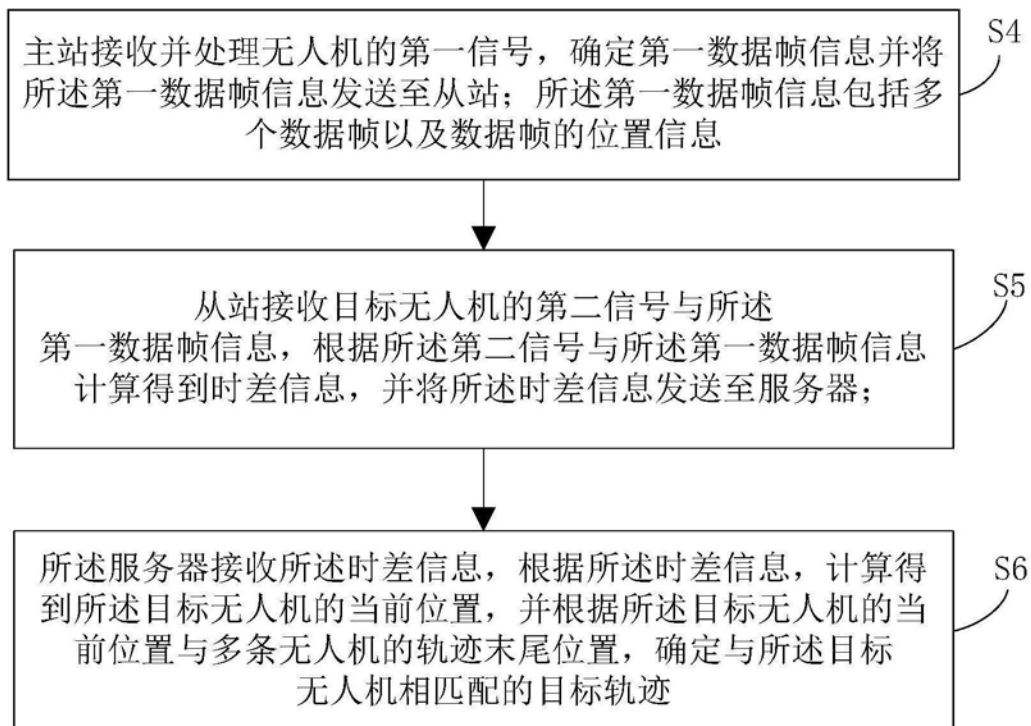 主站接收并处理无人机的第一信号，确定第一数据帧信息并将
所述第一数据帧信息发送至从站；所述第一数据帧信息包括多
个数据帧以及数据帧的位置信息
S4
从站接收目标无人机的第二信号与所述
第一数据帧信息，根据所述第二信号与所述第一数据帧信息
计算得到时差信息，并将所述时差信息发送至服务器；
S5
所述服务器接收所述时差信息，根据所述时差信息，计算得
到所述目标无人机的当前位置，并根据所述目标无人机的当
前位置与多条无人机的轨迹末尾位置，确定与所述目标
无人机相匹配的目标轨迹
S6